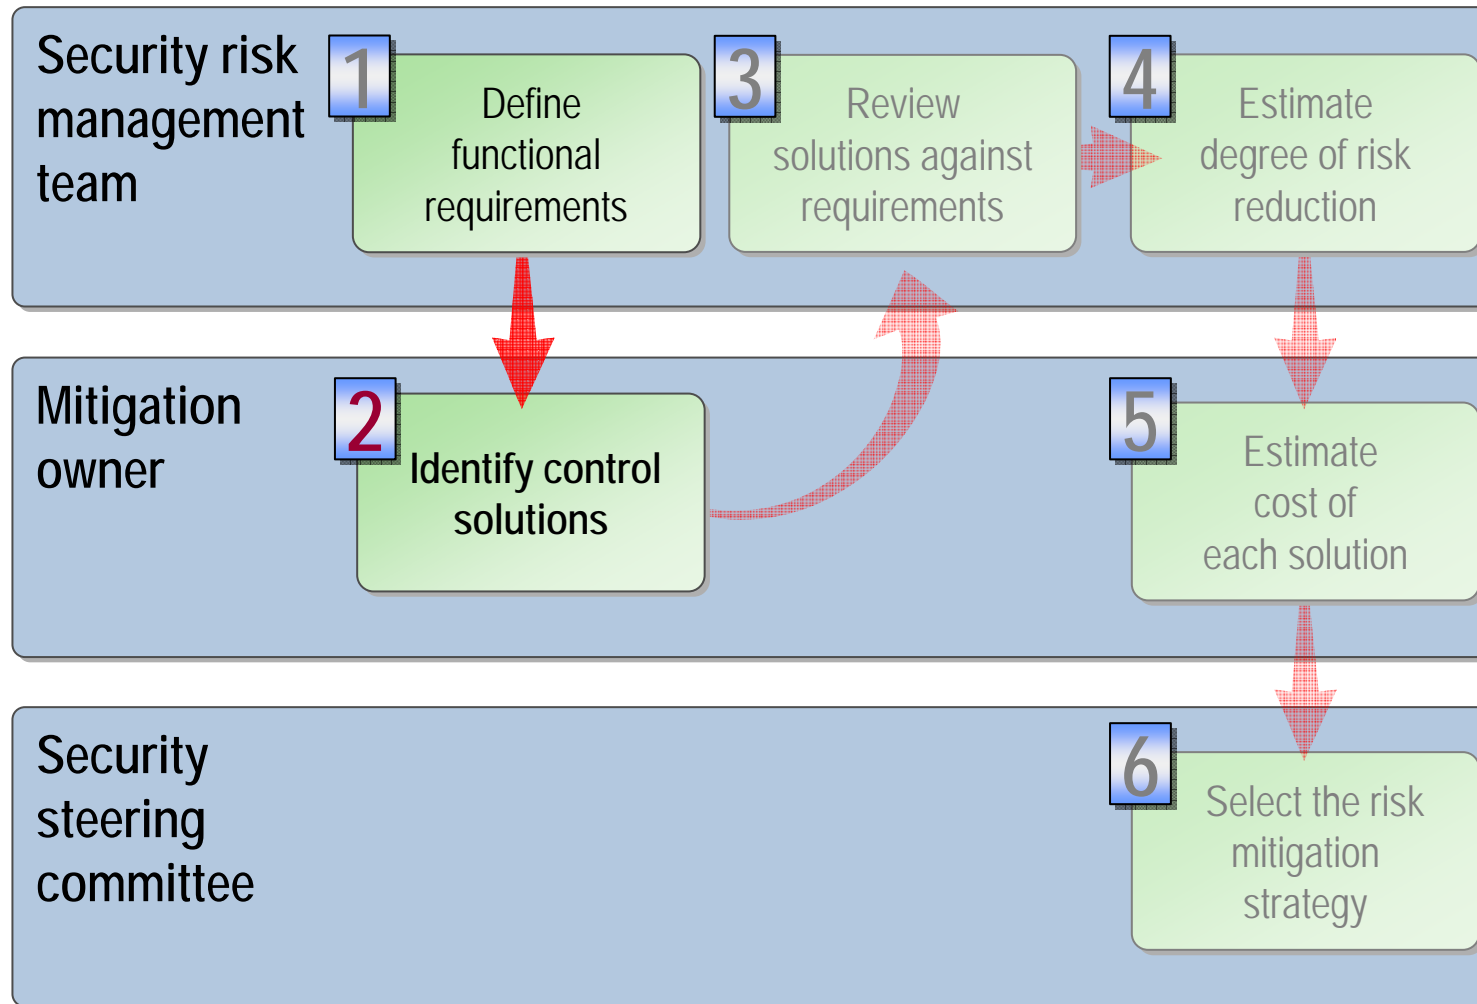 Security risk
management
team
1
Define
functional
requirements
3
Review
solutions against
requirements
4
Estimate
degree of risk
reduction
Mitigation
owner
2
Identify control
solutions
5
Estimate
cost of
each solution
Security
steering
committee
6
Select the risk
mitigation
strategy